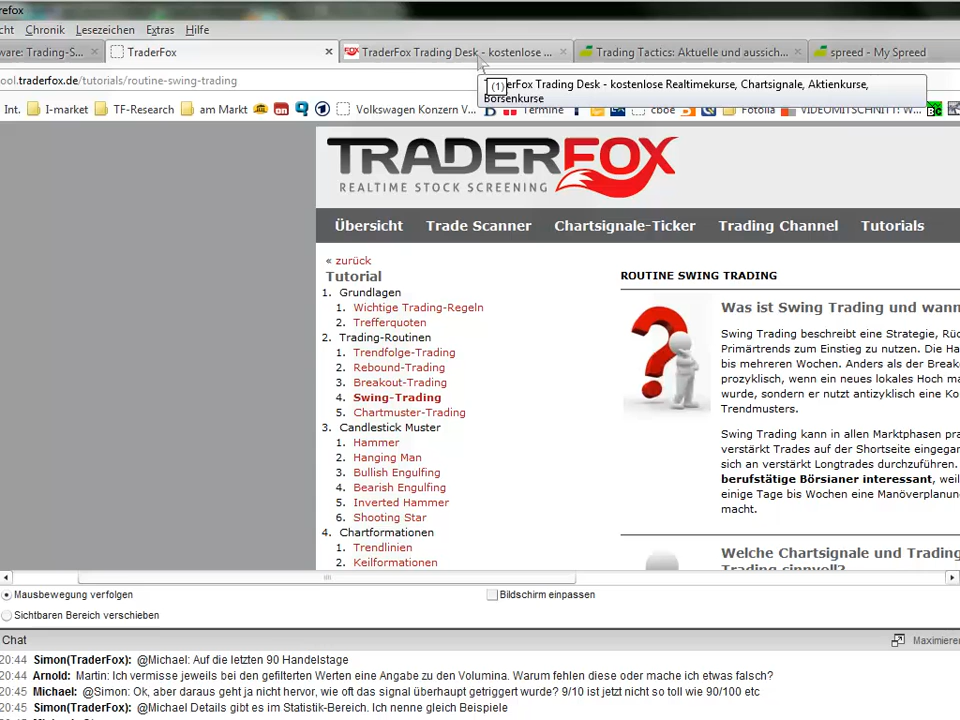 refox
cht Chronik Lesezeichen Extras Hilfe
ware: Trading-S... TraderFox TraderFox Trading Desk - kostenlose ... Trading Tactics: Aktuelle und aussich... spreed - My Spreed
ool.traderfox.de/tutorials/routine-swing-trading
(1) erFox Trading Desk - kostenlose Realtimekurse, Chartsignale, Aktienkurse,
Börsenkurse
Int. I-market TF-Research am Markt Volkswagen Konzern V... Termine cboe Fotolia VIDEOMITSCHNITT: W...
TRADERFOX
REALTIME STOCK SCREENING
Übersicht Trade Scanner Chartsignale-Ticker Trading Channel Tutorials
« zurück
Tutorial
1. Grundlagen
1. Wichtige Trading-Regeln
2. Trefferquoten
2. Trading-Routinen
1. Trendfolge-Trading
2. Rebound-Trading
3. Breakout-Trading
4. Swing-Trading
5. Chartmuster-Trading
3. Candlestick Muster
1. Hammer
2. Hanging Man
3. Bullish Engulfing
4. Bearish Engulfing
5. Inverted Hammer
6. Shooting Star
4. Chartformationen
1. Trendlinien
2. Keilformationen
ROUTINE SWING TRADING
Was ist Swing Trading und wann
Swing Trading beschreibt eine Strategie, Rüc
Primärtrends zum Einstieg zu nutzen. Die Ha
bis mehreren Wochen. Anders als der Breako
prozyklisch, wenn ein neues lokales Hoch ma
wurde, sondern er nutzt antizyklisch eine Ko
Trendmusters.
Swing Trading kann in allen Marktphasen pra
verstärkt Trades auf der Shortseite eingegan
sich an verstärkt Longtrades durchzuführen.
berufstätige Börsianer interessant, weil
einige Tage bis Wochen eine Manöverplanun
macht.
Welche Chartsignale und Trading
Trading sinnvoll?
Mausbewegung verfolgen Bildschirm einpassen
Sichtbaren Bereich verschieben
Chat Maximieren
20:44 Simon(TraderFox): @Michael: Auf die letzten 90 Handelstage
20:44 Arnold: Martin: Ich vermisse jeweils bei den gefilterten Werten eine Angabe zu den Volumina. Warum fehlen diese oder mache ich etwas falsch?
20:45 Michael: @Simon: Ok, aber daraus geht ja nicht hervor, wie oft das signal überhaupt getriggert wurde? 9/10 ist jetzt nicht so toll wie 90/100 etc
20:45 Simon(TraderFox): @Michael Details gibt es im Statistik-Bereich. Ich nenne gleich Beispiele